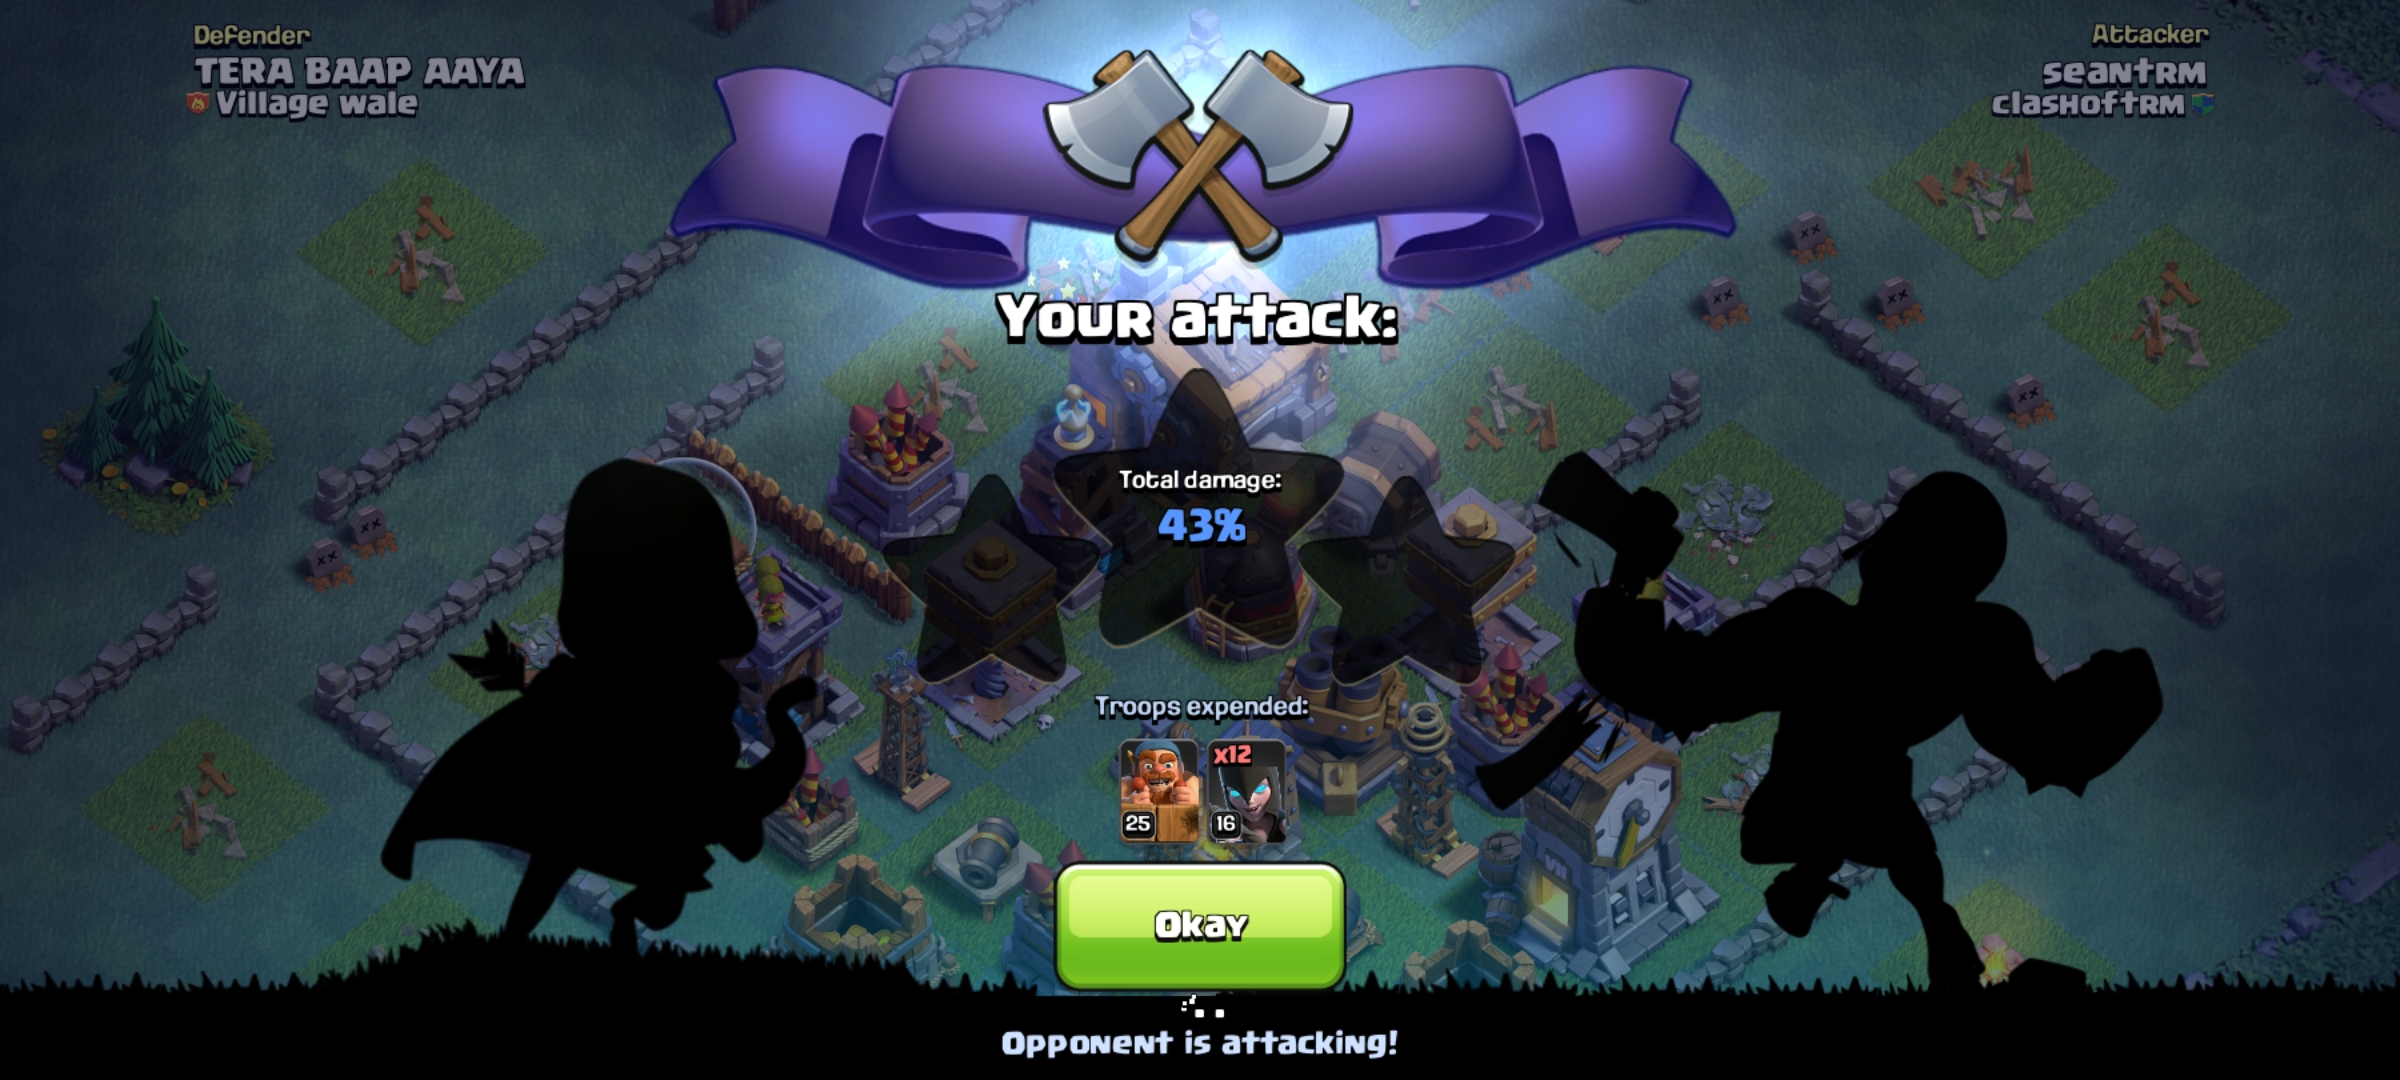 Defender
TERA BAAP AAYA
Village wale
Attacker
seantRM
clashoftRM
Your attack:
Total damage:
43%
Troops expended:
x12
25
16
Okay
Opponent is attacking!